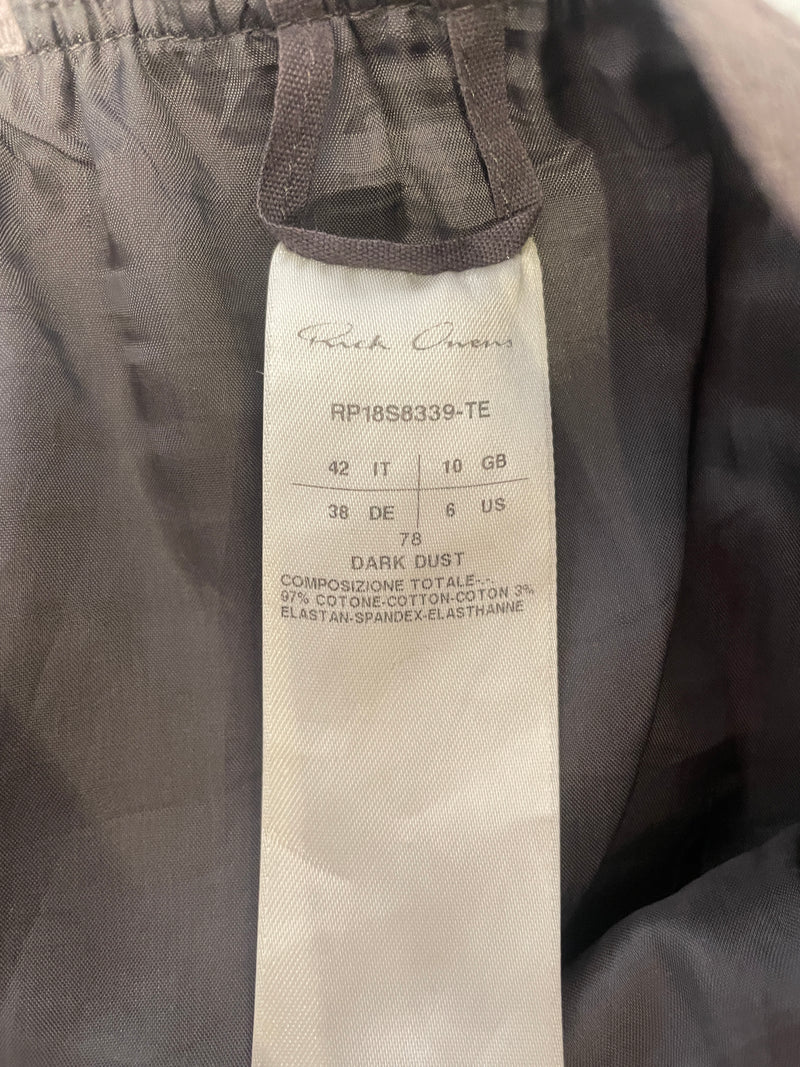 Rick Owens
RP18S8339-TE
42 IT 10 GB
38 DE 6 US
78
DARK DUST
COMPOSIZIONE TOTALE-.-
97% COTONE-COTTON-COTON 3%
ELASTAN-SPANDEX-ELASTHANNE